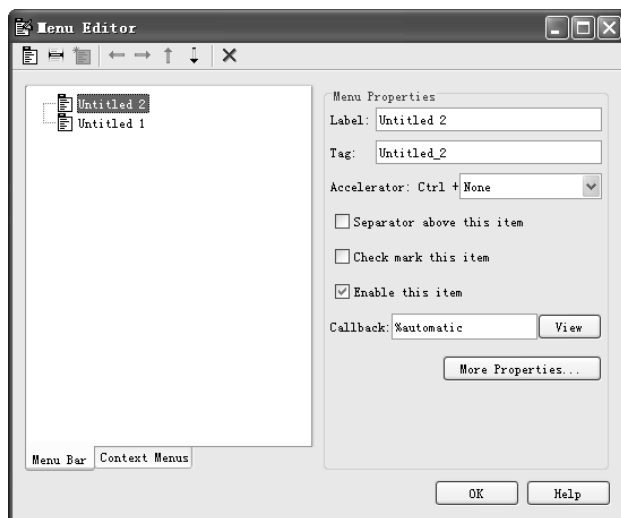 Menu Editor
Untitled 2
Untitled 1
Menu Properties
Label: Untitled 2
Tag: Untitled_2
Accelerator: Ctrl + None
Separator above this item
Check mark this item
Enable this item
Callback: %automatic View
More Properties...
Menu Bar Context Menus
OK Help